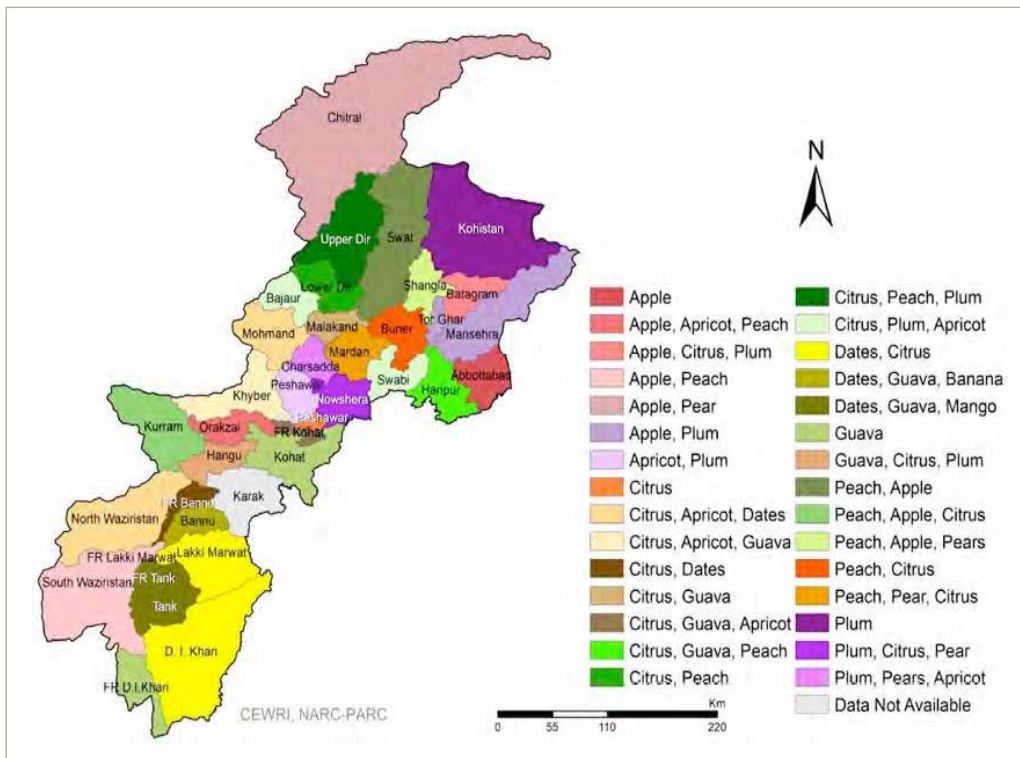 Chitral
N
Upper Dir
Swat
Kohistan
Lower Dir
Shangla
Batagram
Bajaur
Tor Ghar
Mansehra
Mohmand
Malakand
Buner
Mardan
Charsadda
Swabi
Haripur
Abbottabad
Peshawar
Nowshera
Khyber
Peshawar
Kurram
Orakzai
FR Kohat
Hangu
Kohat
Karak
FR Bannu
North Waziristan
Bannu
FR Lakki Marwat
Lakki Marwat
South Waziristan
FR Tank
Tank
D. I. Khan
FR D.I.Khan
CEWRI, NARC-PARC
Apple
Apple, Apricot, Peach
Apple, Citrus, Plum
Apple, Peach
Apple, Pear
Apple, Plum
Apricot, Plum
Citrus
Citrus, Apricot, Dates
Citrus, Apricot, Guava
Citrus, Dates
Citrus, Guava
Citrus, Guava, Apricot
Citrus, Guava, Peach
Citrus, Peach
Citrus, Peach, Plum
Citrus, Plum, Apricot
Dates, Citrus
Dates, Guava, Banana
Dates, Guava, Mango
Guava
Guava, Citrus, Plum
Peach, Apple
Peach, Apple, Citrus
Peach, Apple, Pears
Peach, Citrus
Peach, Pear, Citrus
Plum
Plum, Citrus, Pear
Plum, Pears, Apricot
Data Not Available
Km
0 55 110 220